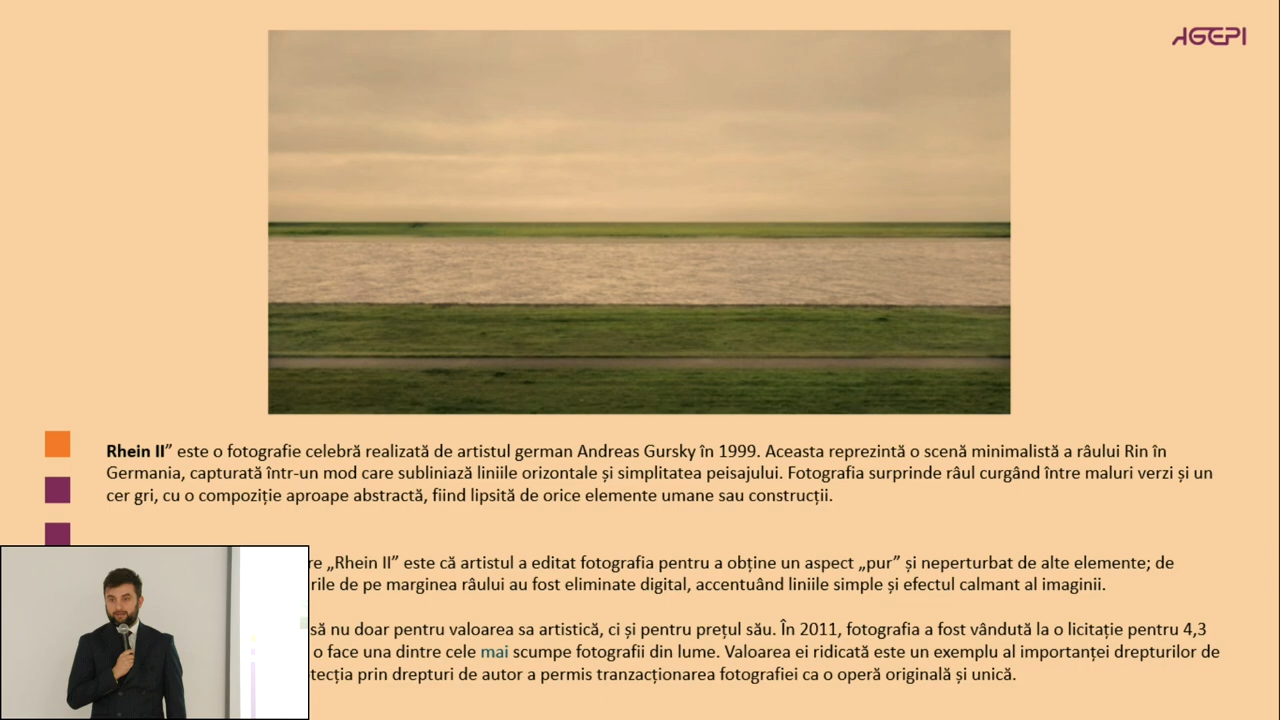 AGEPI
Rhein II” este o fotografie celebră realizată de artistul german Andreas Gursky în 1999. Aceasta reprezintă o scenă minimalistă a râului Rin în
Germania, capturată într-un mod care subliniază liniile orizontale și simplitatea peisajului. Fotografia surprinde râul curgând între maluri verzi și un
cer gri, cu o compoziție aproape abstractă, fiind lipsită de orice elemente umane sau construcții.
re „Rhein II” este că artistul a editat fotografia pentru a obține un aspect „pur” și neperturbat de alte elemente; de
rile de pe marginea râului au fost eliminate digital, accentuând liniile simple și efectul calmant al imaginii.
să nu doar pentru valoarea sa artistică, ci și pentru prețul său. În 2011, fotografia a fost vândută la o licitație pentru 4,3
o face una dintre cele mai scumpe fotografii din lume. Valoarea ei ridicată este un exemplu al importanței drepturilor de
tecția prin drepturi de autor a permis tranzacționarea fotografiei ca o operă originală și unică.